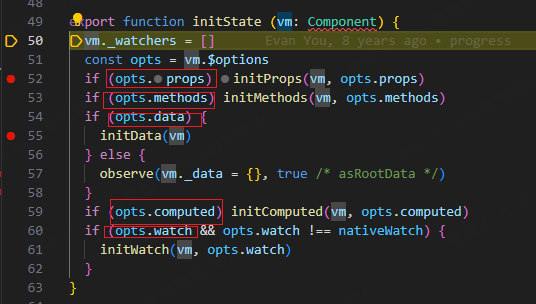 49 export function initState (vm: Component) {
50 vm._watchers = [] Evan You, 8 years ago • progress
51 const opts = vm.$options
52 if (opts. props) initProps(vm, opts.props)
53 if (opts.methods) initMethods(vm, opts.methods)
54 if (opts.data) {
55 initData(vm)
56 } else {
57 observe(vm._data = {}, true /* asRootData */)
58 }
59 if (opts.computed) initComputed(vm, opts.computed)
60 if (opts.watch && opts.watch !== nativeWatch) {
61 initWatch(vm, opts.watch)
62 }
63 }